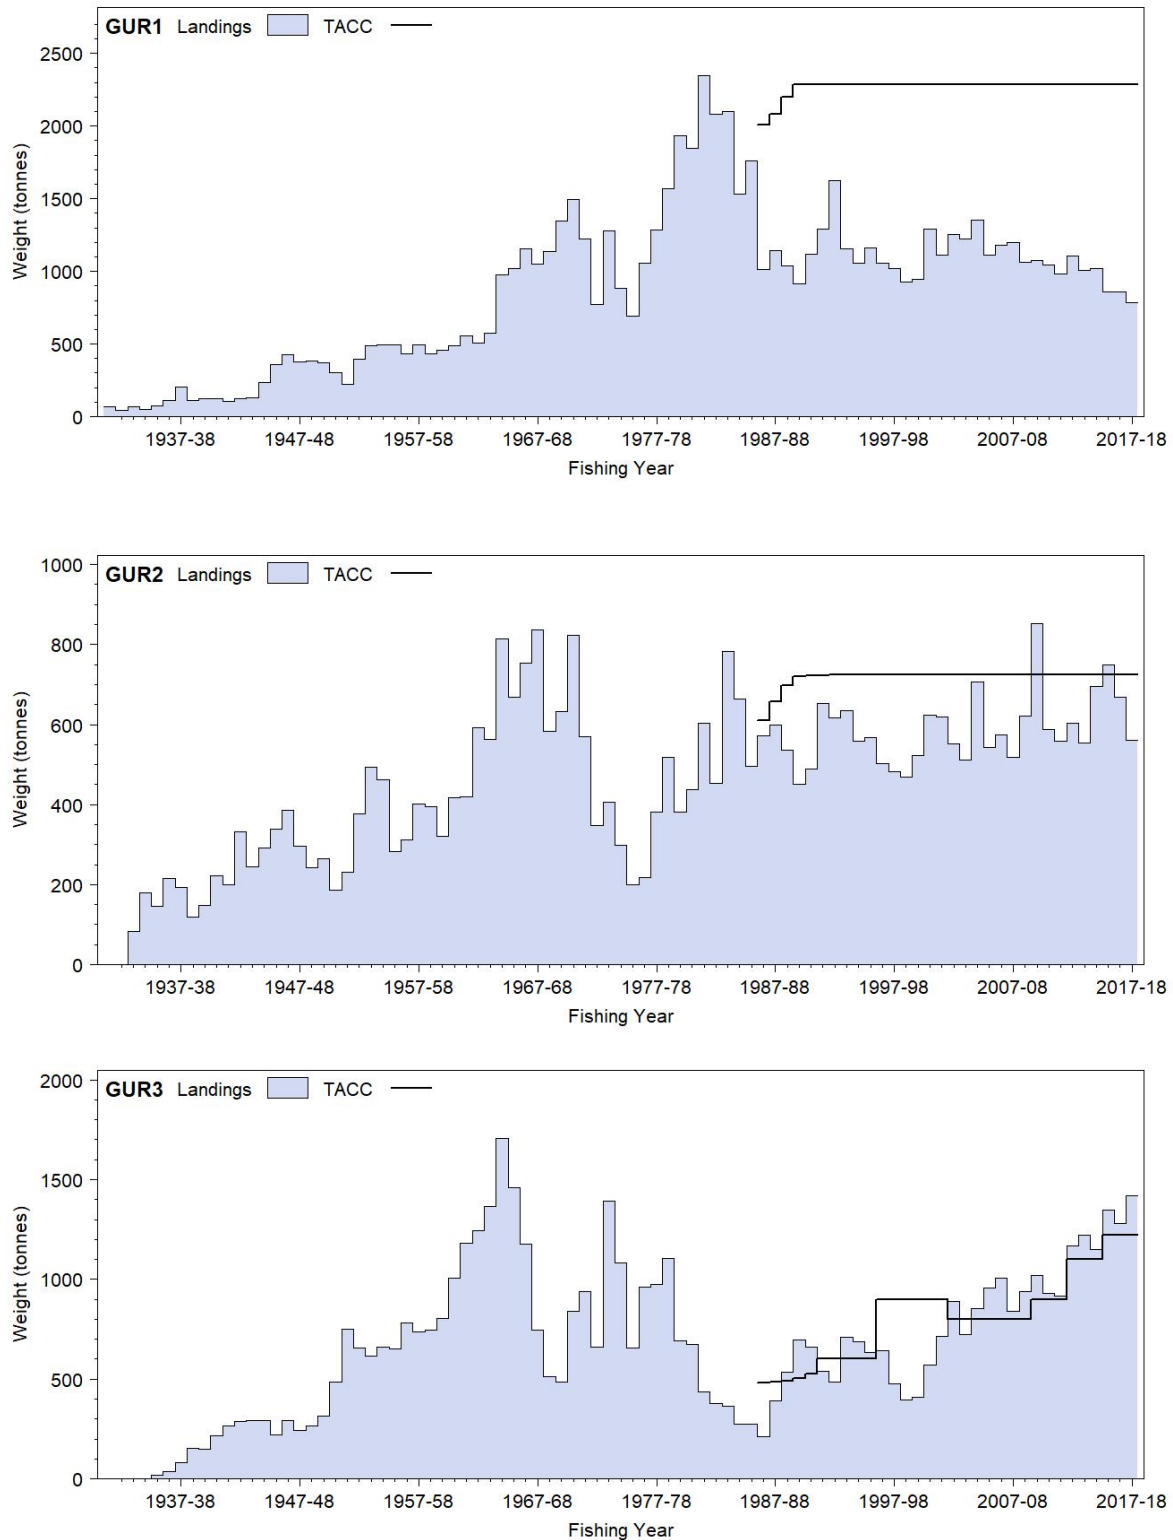 GUR1 Landings TACC
2500
2000
1500
1000
500
0
Weight (tonnes)
1937-38 1947-48 1957-58 1967-68 1977-78 1987-88 1997-98 2007-08 2017-18
Fishing Year
GUR2 Landings TACC
1000
800
600
400
200
0
Weight (tonnes)
1937-38 1947-48 1957-58 1967-68 1977-78 1987-88 1997-98 2007-08 2017-18
Fishing Year
GUR3 Landings TACC
2000
1500
1000
500
0
Weight (tonnes)
1937-38 1947-48 1957-58 1967-68 1977-78 1987-88 1997-98 2007-08 2017-18
Fishing Year